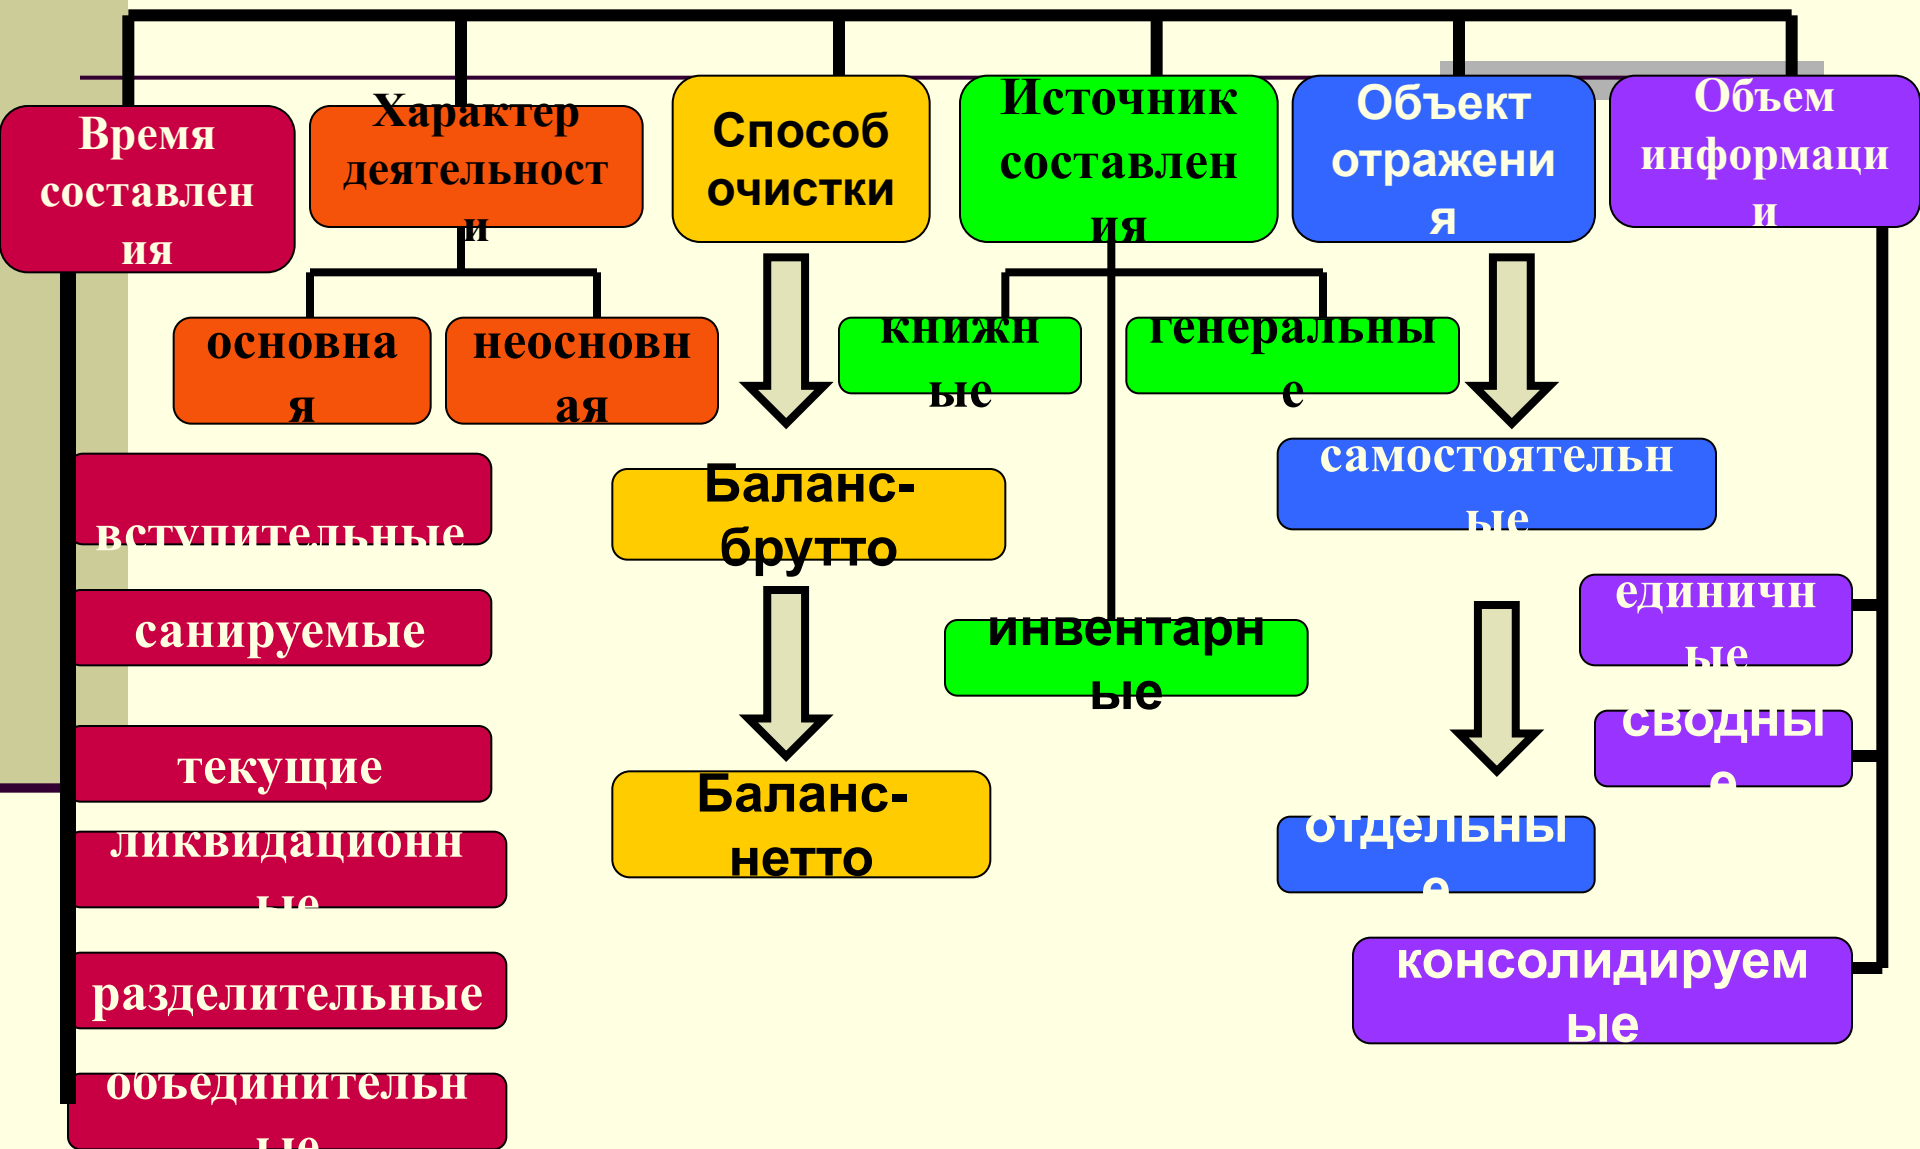 Время
составлен
ия
Характер
деятельност
и
Способ
очистки
Источник
составлен
ия
Объект
отражени
я
Объем
информаци
и
основна
я
неосновн
ая
книжн
ые
генеральны
е
вступительные
Баланс-
брутто
самостоятельн
ые
санируемые
инвентарн
ые
единичн
ые
сводны
е
текущие
Баланс-
нетто
ликвидационн
ые
отдельны
е
разделительные
консолидируем
ые
объединительн
ые